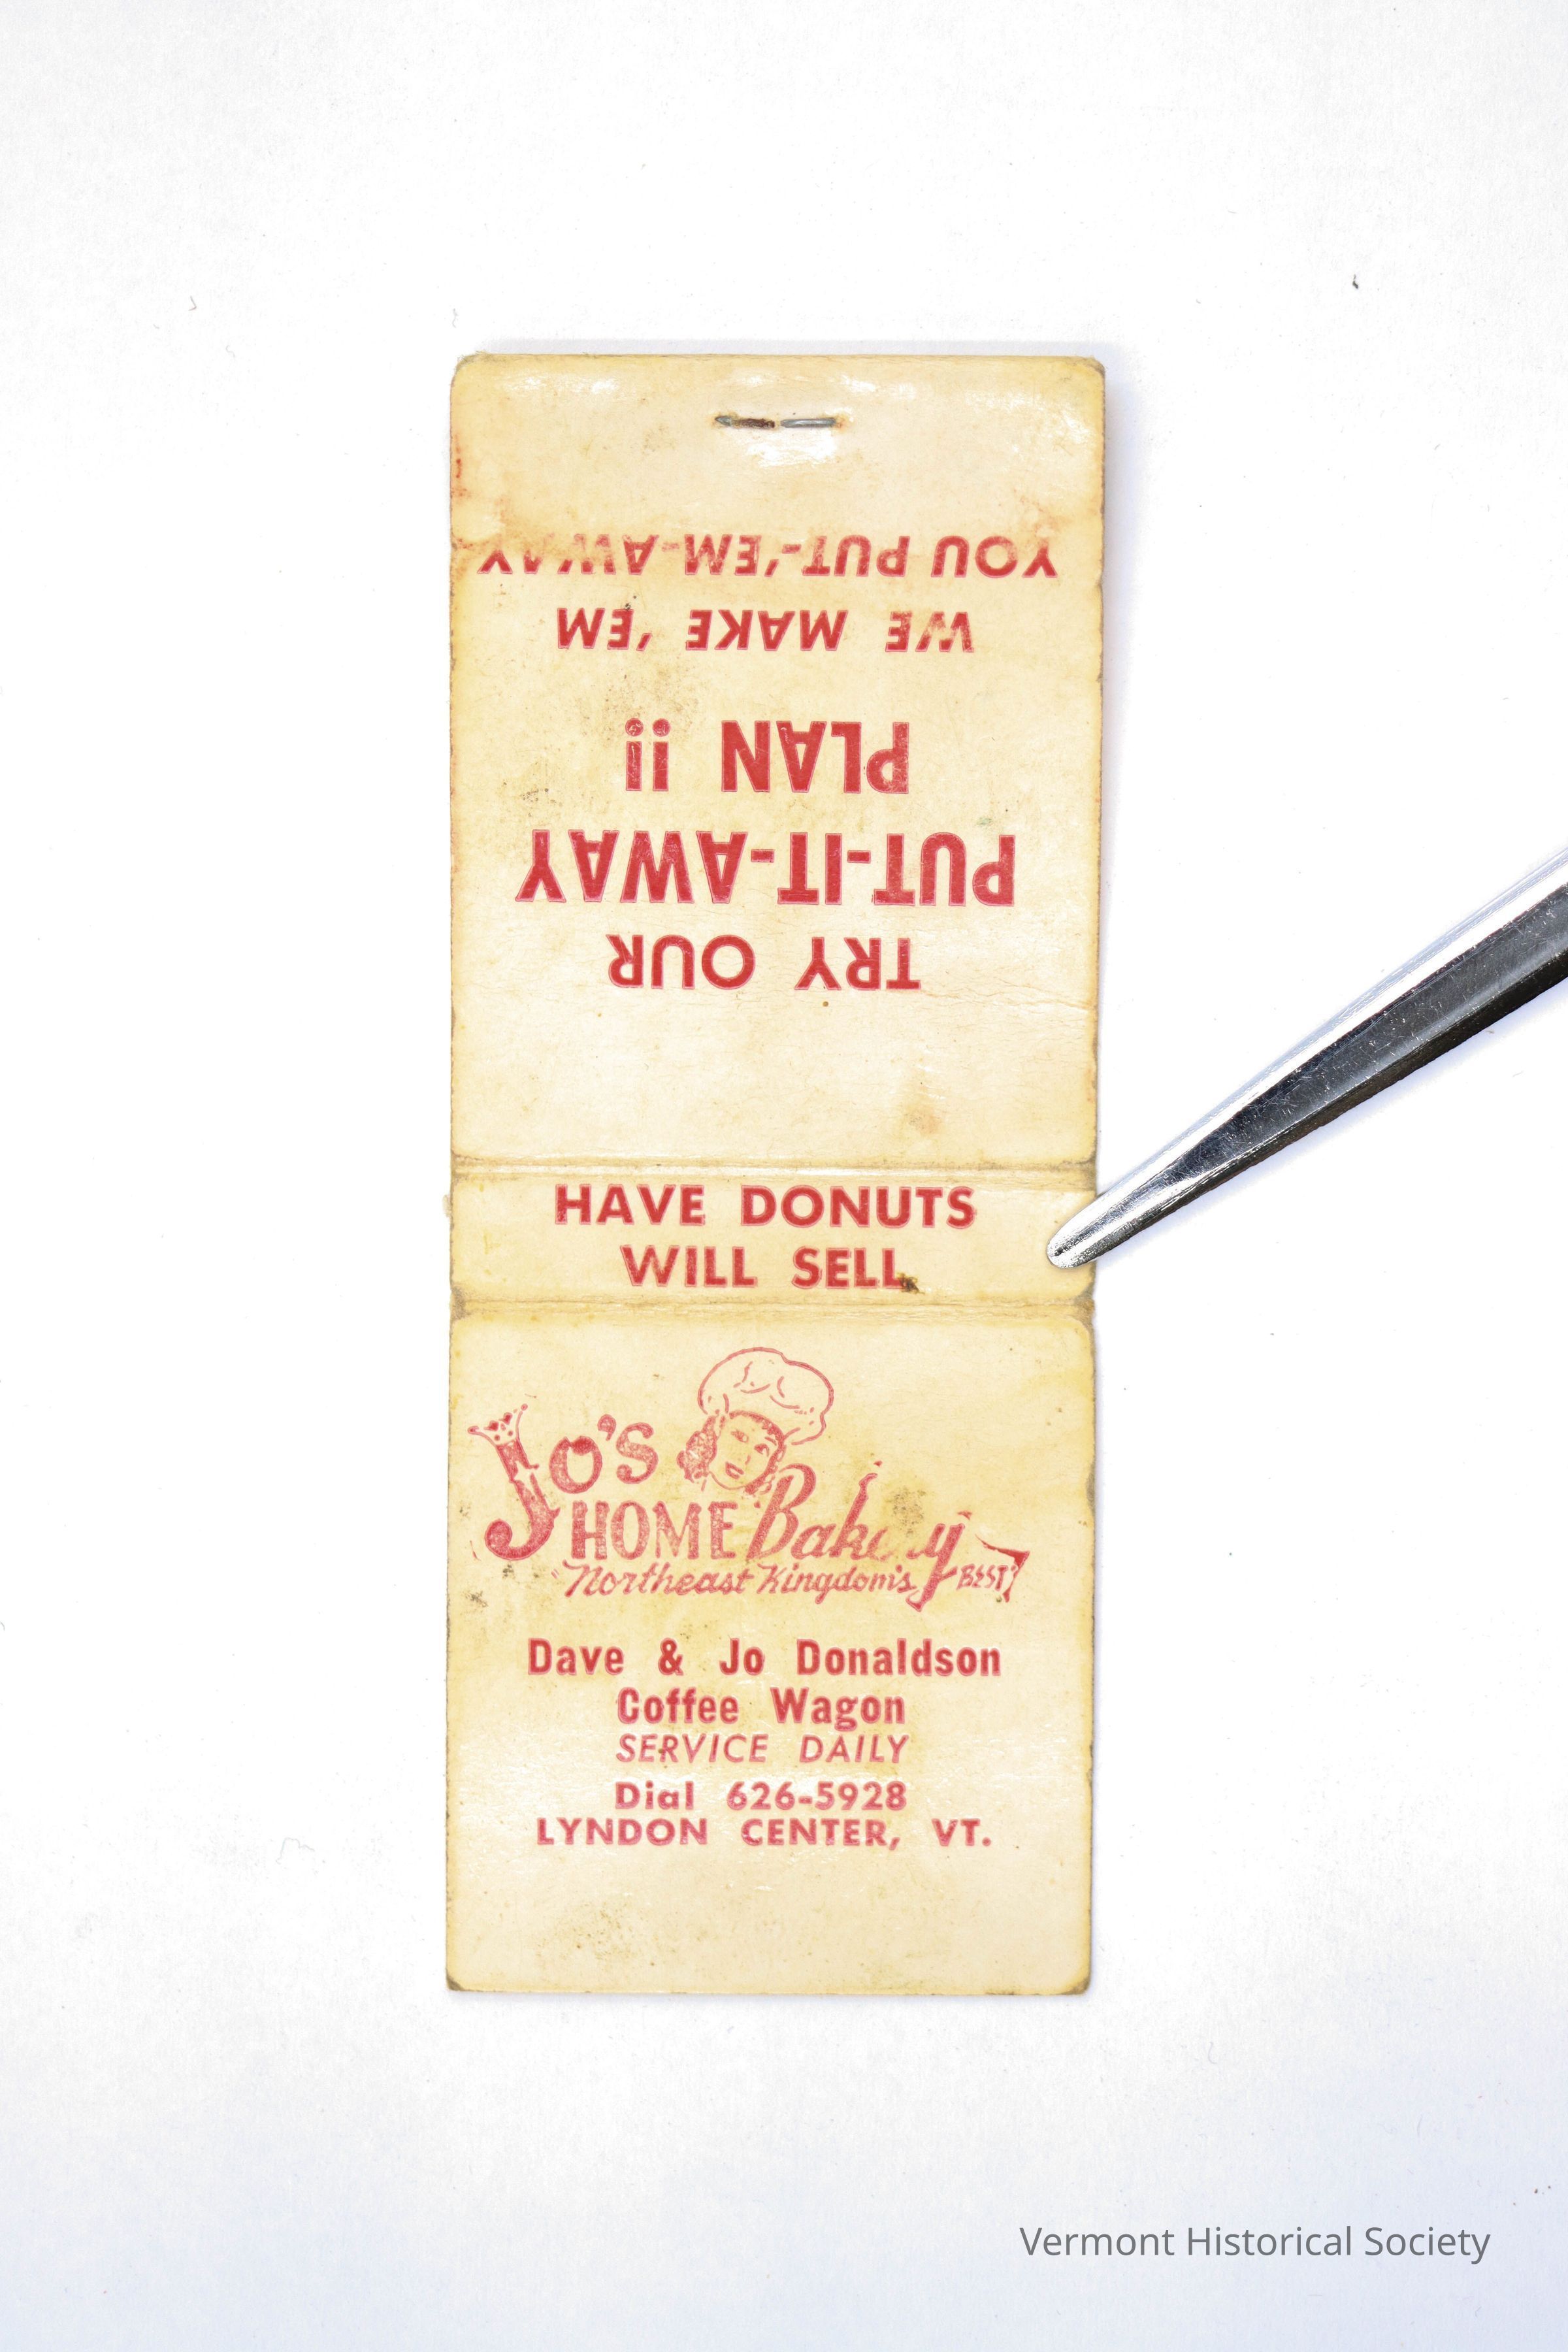 TRY OUR
PUT-IT-AWAY
PLAN !!
WE MAKE 'EM
YOU PUT-'EM-AWAY
HAVE DONUTS
WILL SELL
Jo's
HOME Bakery
"Northeast Kingdom's BEST"
Dave & Jo Donaldson
Coffee Wagon
SERVICE DAILY
Dial 626-5928
LYNDON CENTER, VT.
Vermont Historical Society